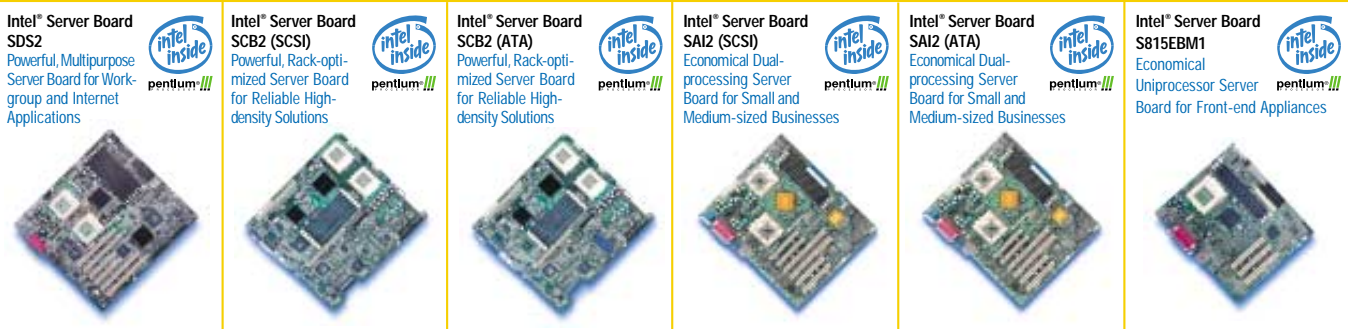 Intel® Server Board
SDS2
Powerful, Multipurpose
Server Board for Work-
group and Internet
Applications
intel
inside
pentium® III
PROCESSOR
Intel® Server Board
SCB2 (SCSI)
Powerful, Rack-opti-
mized Server Board
for Reliable High-
density Solutions
intel
inside
pentium® III
PROCESSOR
Intel® Server Board
SCB2 (ATA)
Powerful, Rack-opti-
mized Server Board
for Reliable High-
density Solutions
intel
inside
pentium® III
PROCESSOR
Intel® Server Board
SAI2 (SCSI)
Economical Dual-
processing Server
Board for Small and
Medium-sized Businesses
intel
inside
pentium® III
PROCESSOR
Intel® Server Board
SAI2 (ATA)
Economical Dual-
processing Server
Board for Small and
Medium-sized Businesses
intel
inside
pentium® III
PROCESSOR
Intel® Server Board
S815EBM1
Economical
Uniprocessor Server
Board for Front-end Appliances
intel
inside
pentium® III
PROCESSOR